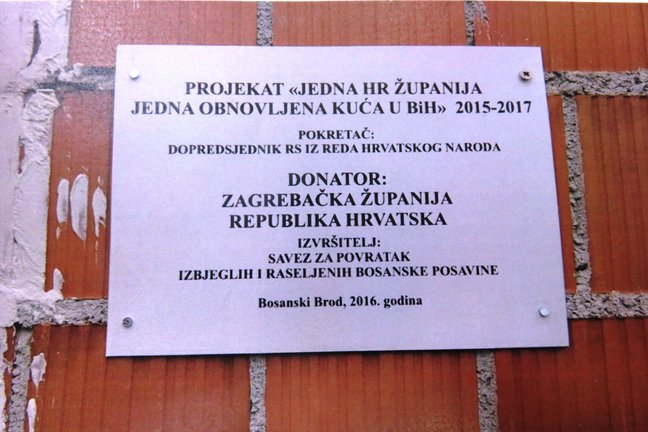 PROJEKAT «JEDNA HR ŽUPANIJA
JEDNA OBNOVLJENA KUĆA U BiH» 2015-2017
POKRETAČ:
DOPREDSJEDNIK RS IZ REDA HRVATSKOG NARODA
DONATOR:
ZAGREBAČKA ŽUPANIJA
REPUBLIKA HRVATSKA
IZVRŠITELJ:
SAVEZ ZA POVRATAK
IZBJEGLIH I RASELJENIH BOSANSKE POSAVINE
Bosanski Brod, 2016. godina